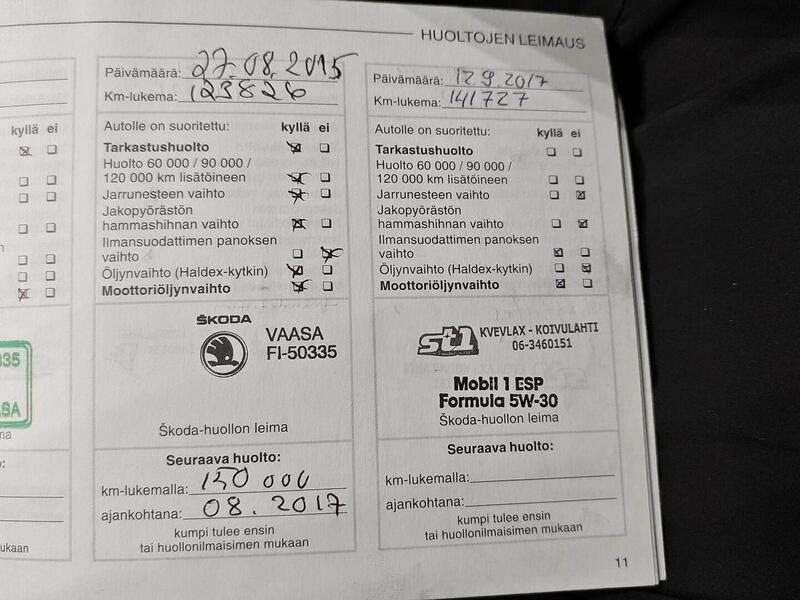 HUOLTOJEN LEIMAUS
kyllä ei
335
ASA
ma
o:
mukaan
Päivämäärä: 27.08.2015
Km-lukema: 123826
Autolle on suoritettu: kyllä ei
Tarkastushuolto
Huolto 60 000 / 90 000 /
120 000 km lisätöineen
Jarrunesteen vaihto
Jakopyörästön
hammashihnan vaihto
Ilmansuodattimen panoksen
vaihto
Öljynvaihto (Haldex-kytkin)
Moottoriöljynvaihto
ŠKODA
VAASA
FI-50335
Škoda-huollon leima
Seuraava huolto:
km-lukemalla: 150 000
ajankohtana: 08.2017
kumpi tulee ensin
tai huollonilmaisimen mukaan
Päivämäärä: 12.9.2017
Km-lukema: 141727
Autolle on suoritettu: kyllä ei
Tarkastushuolto
Huolto 60 000 / 90 000 /
120 000 km lisätöineen
Jarrunesteen vaihto
Jakopyörästön
hammashihnan vaihto
Ilmansuodattimen panoksen
vaihto
Öljynvaihto (Haldex-kytkin)
Moottoriöljynvaihto
st1 KVEVLAX - KOIVULAHTI
06-3460151
Mobil 1 ESP
Formula 5W-30
Škoda-huollon leima
Seuraava huolto:
km-lukemalla:
ajankohtana:
kumpi tulee ensin
tai huollonilmaisimen mukaan
11